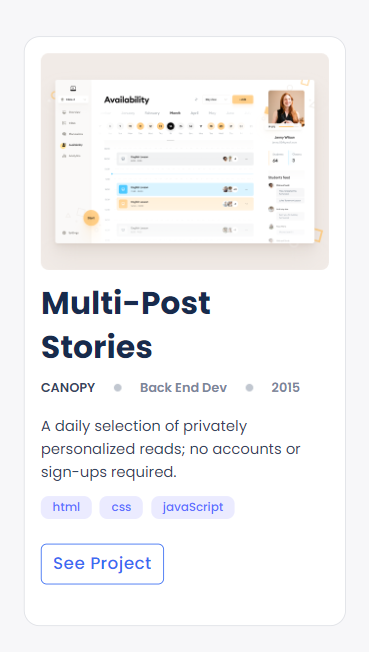 Availability
March
Jenny Wilson
Multi-Post
Stories
CANOPY
Back End Dev
2015
A daily selection of privately
personalized reads; no accounts or
sign-ups required.
html
css
javaScript
See Project